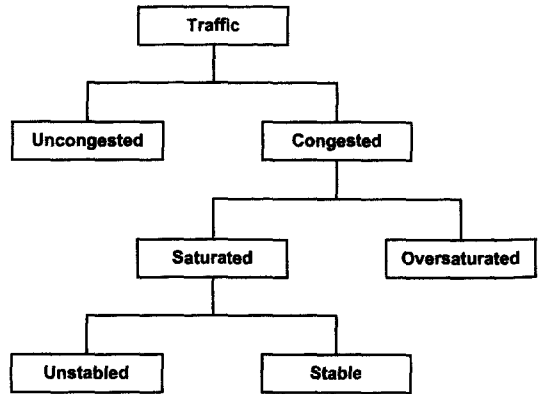 Traffic
Uncongested
Congested
Saturated
Oversaturated
Unstabled
Stable